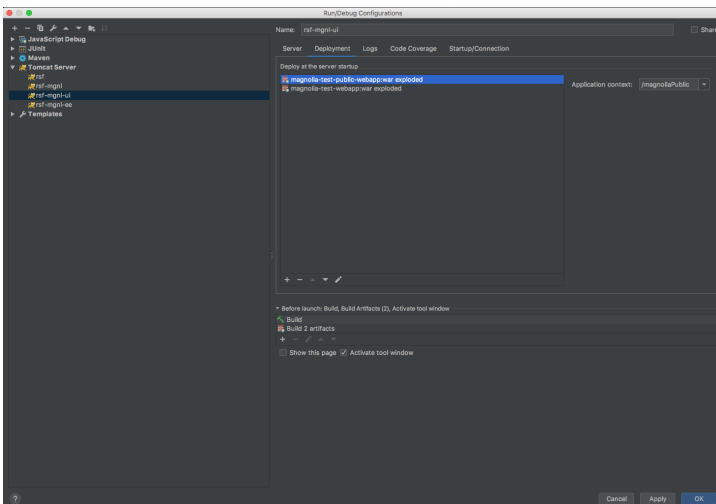 Run/Debug Configurations
Name: rsf-mgnl-ui
Share
JavaScript Debug
JUnit
Maven
Tomcat Server
rsf
rsf-mgnl
rsf-mgnl-ui
rsf-mgnl-ee
Templates
Server Deployment Logs Code Coverage Startup/Connection
Deploy at the server startup
magnolia-test-public-webapp:war exploded
magnolia-test-webapp:war exploded
Application context: /magnoliaPublic
Before launch: Build, Build Artifacts (2), Activate tool window
Build
Build 2 artifacts
Show this page Activate tool window
? Cancel Apply OK